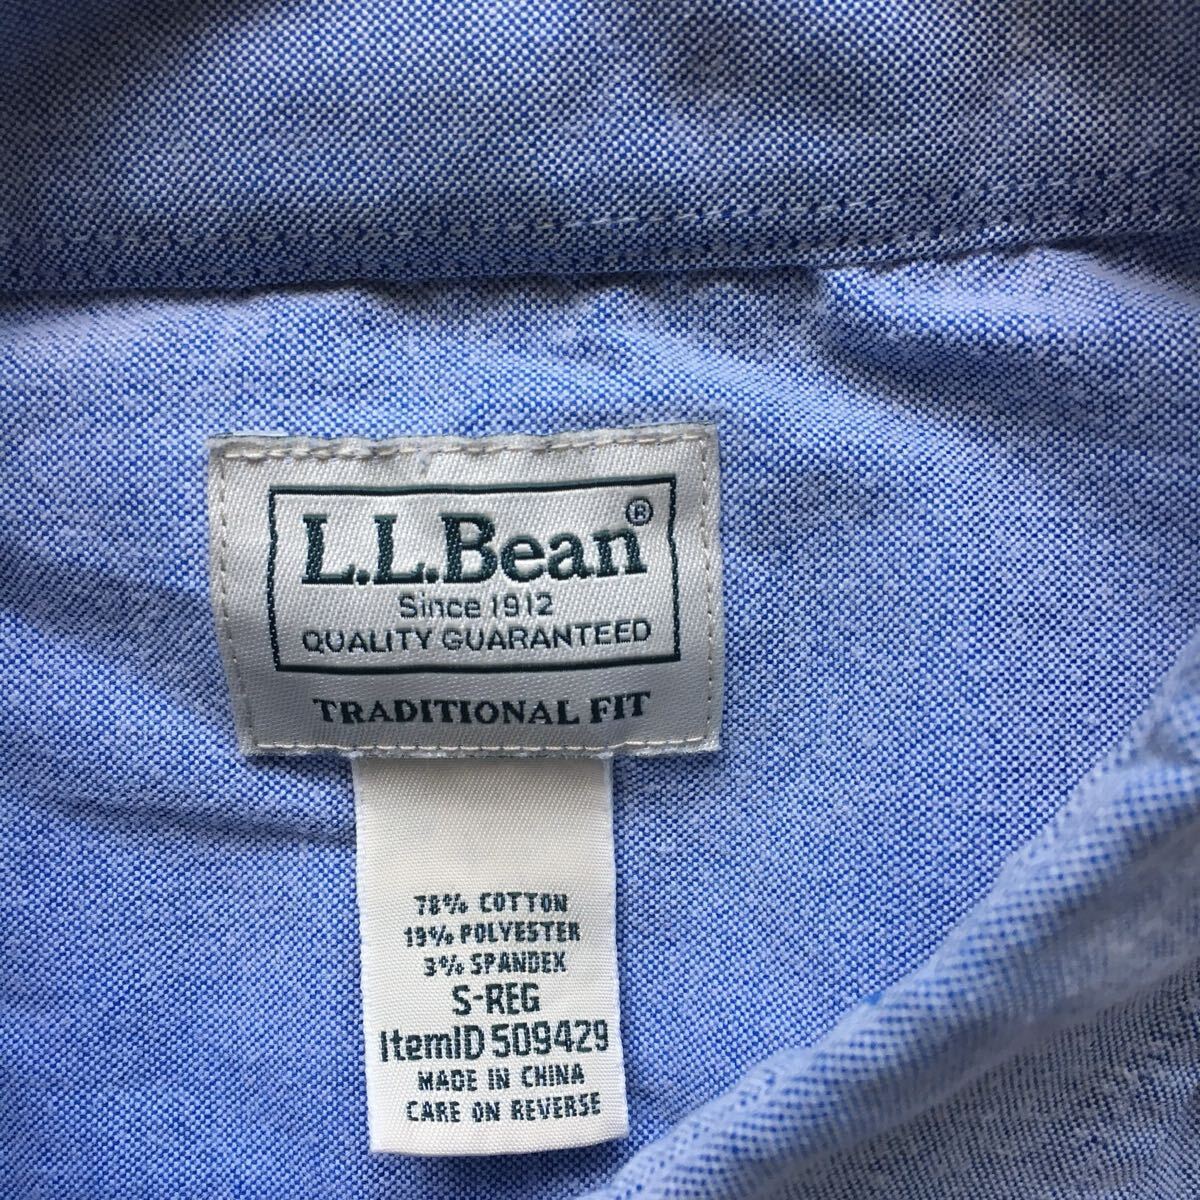 L.L.Bean®
Since 1912
QUALITY GUARANTEED
TRADITIONAL FIT
78% COTTON
19% POLYESTER
3% SPANDEX
S-REG
ItemID 509429
MADE IN CHINA
CARE ON REVERSE